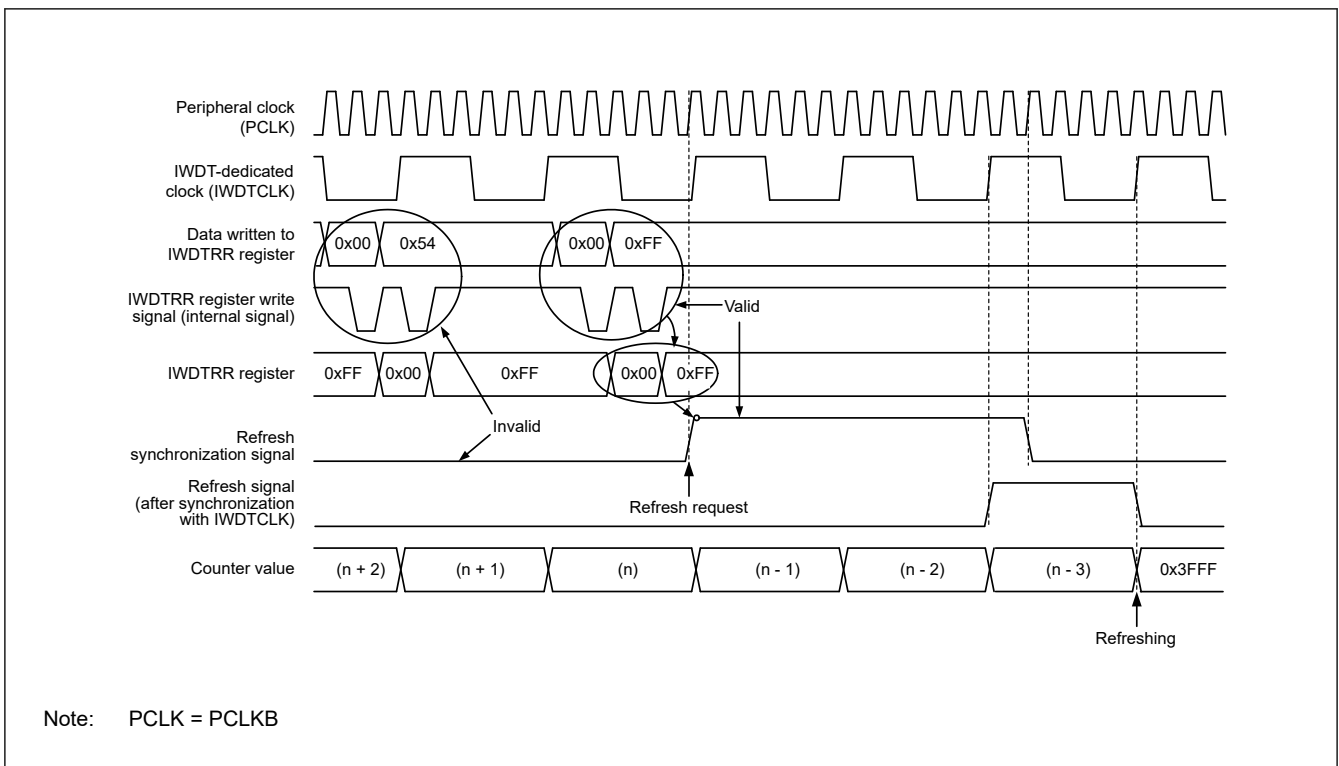 Peripheral clock
(PCLK)
IWDT-dedicated
clock (IWDTCLK)
Data written to
IWDTRR register
0x00 0x54 0x00 0xFF
IWDTRR register write
signal (internal signal)
Valid
IWDTRR register
0xFF 0x00 0xFF 0x00 0xFF
Invalid
Refresh
synchronization signal
Refresh signal
(after synchronization
with IWDTCLK)
Refresh request
Counter value
(n + 2) (n + 1) (n) (n - 1) (n - 2) (n - 3) 0x3FFF
Refreshing
Note: PCLK = PCLKB